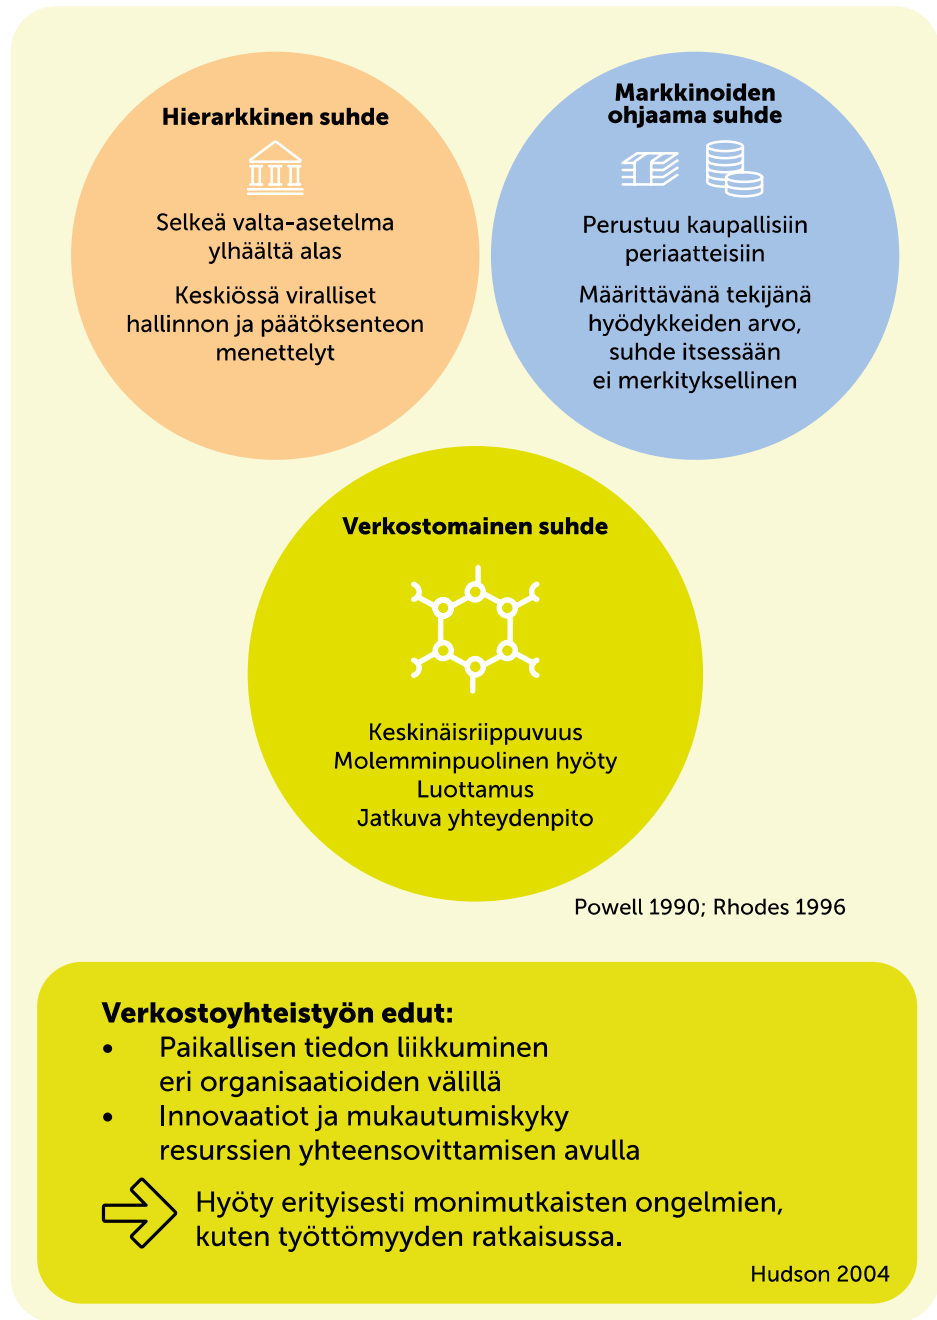 Hierarkkinen suhde
Selkeä valta-asetelma
ylhäältä alas
Keskiössä viralliset
hallinnon ja päätöksenteon
menettelyt
Markkinoiden
ohjaama suhde
Perustuu kaupallisiin
periaatteisiin
Määrittävänä tekijänä
hyödykkeiden arvo,
suhde itsessään
ei merkityksellinen
Verkostomainen suhde
Keskinäisriippuvuus
Molemminpuolinen hyöty
Luottamus
Jatkuva yhteydenpito
Powell 1990; Rhodes 1996
Verkostoyhteistyön edut:
• Paikallisen tiedon liikkuminen
eri organisaatioiden välillä
• Innovaatiot ja mukautumiskyky
resurssien yhteensovittamisen avulla
Hyöty erityisesti monimutkaisten ongelmien,
kuten työttömyyden ratkaisussa.
Hudson 2004